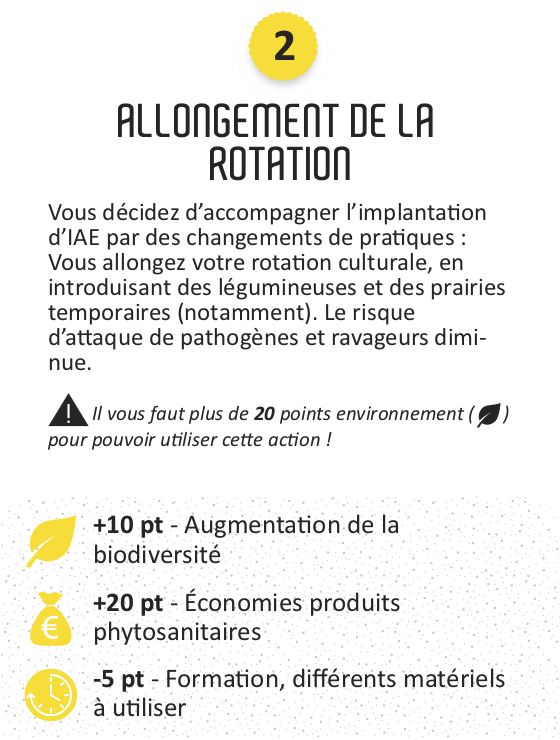 2
ALLONGEMENT DE LA
ROTATION
Vous décidez d’accompagner l’implantation
d’IAE par des changements de pratiques :
Vous allongez votre rotation culturale, en
introduisant des légumineuses et des prairies
temporaires (notamment). Le risque
d’attaque de pathogènes et ravageurs dimi-
nue.
Il vous faut plus de 20 points environnement ( )
pour pouvoir utiliser cette action !
+10 pt - Augmentation de la
biodiversité
+20 pt - Économies produits
phytosanitaires
-5 pt - Formation, différents matériels
à utiliser